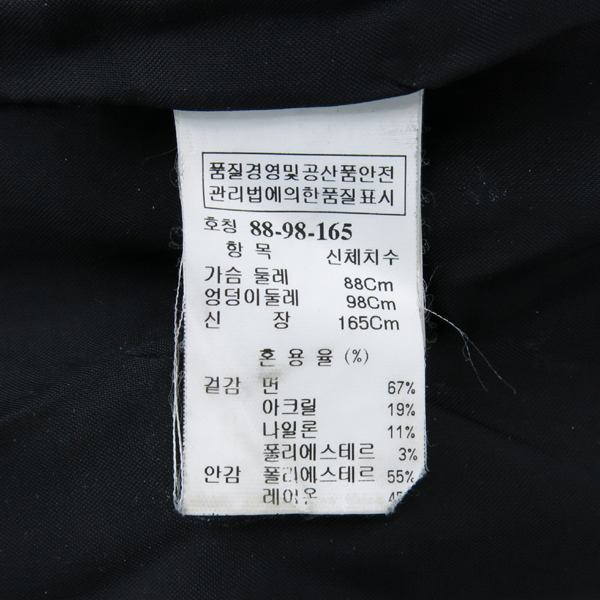 품질경영및공산품안전
관리법에의한품질표시
호칭 88-98-165
항 목 신체치수
가슴 둘레 88Cm
엉덩이둘레 98Cm
신 장 165Cm
혼 용 율 (%)
겉감 면 67%
아크릴 19%
나일론 11%
폴리에스테르 3%
안감 폴리에스테르 55%
레이온